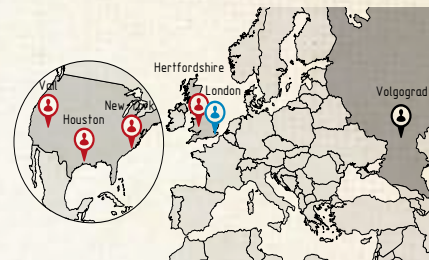 Hertfordshire
Vail
London
Volgograd
New York
Houston